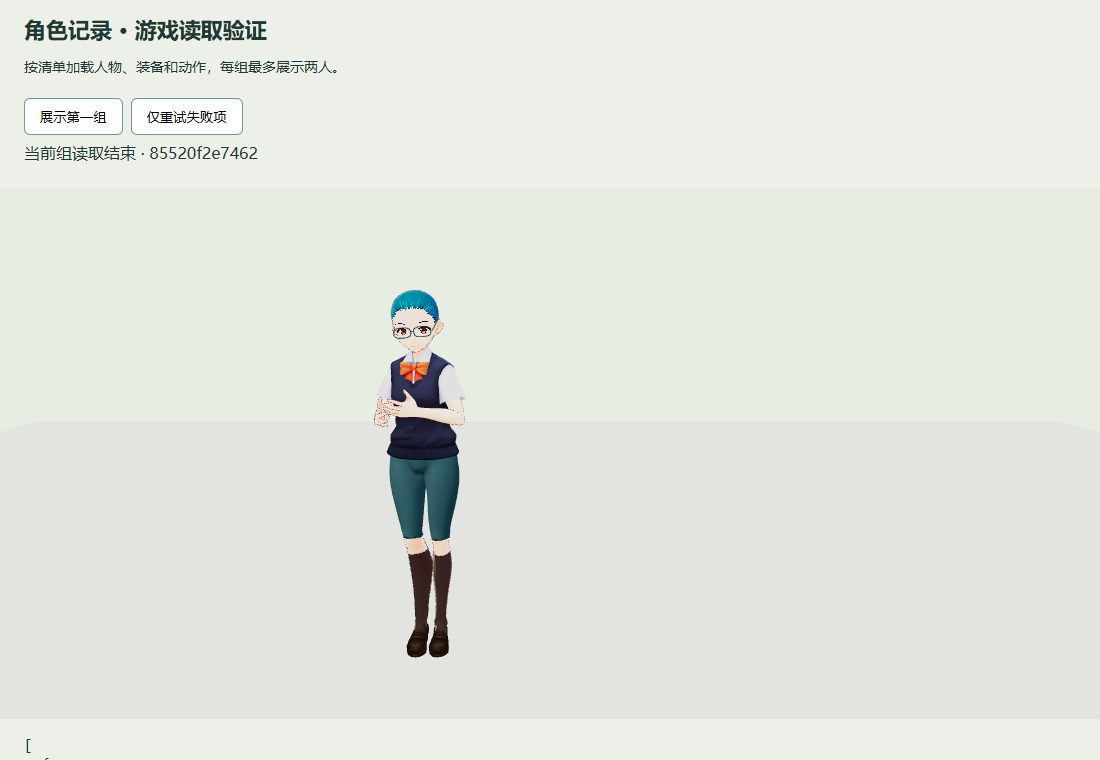 角色记录 • 游戏读取验证
按清单加载人物、装备和动作，每组最多展示两人。
展示第一组
仅重试失败项
当前组读取结束 · 85520f2e7462
[